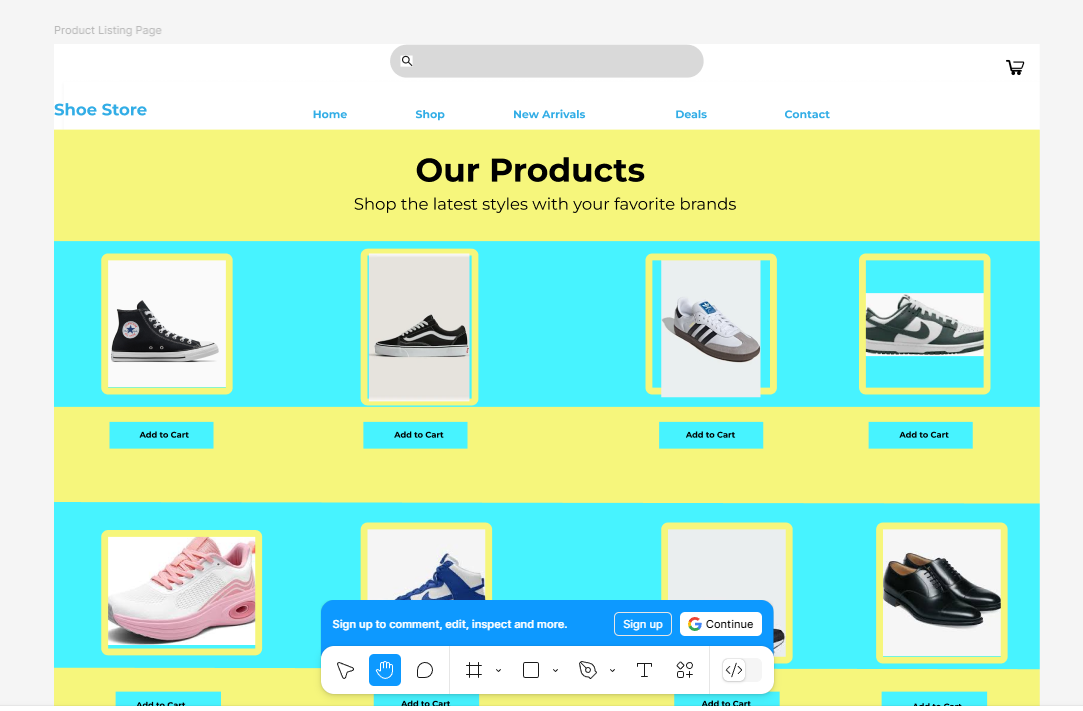 Product Listing Page
Shoe Store
Home Shop New Arrivals Deals Contact
Our Products
Shop the latest styles with your favorite brands
Add to Cart Add to Cart Add to Cart Add to Cart
Sign up to comment, edit, inspect and more. Sign up Continue
Add to Cart Add to Cart Add to Cart Add to Cart